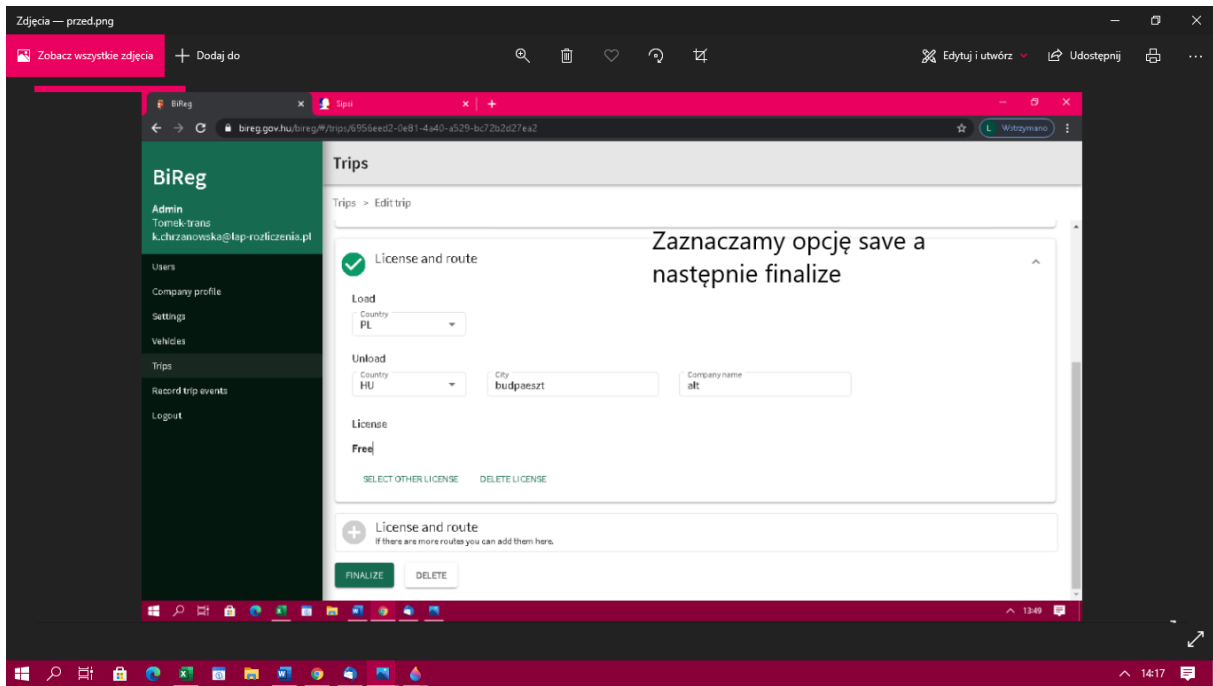 Zdjęcia — przed.png
Zobacz wszystkie zdjęcia
Dodaj do
Edytuj i utwórz
Udostępnij
BiReg
Sipsi
bireg.gov.hu/bireg/#/trips/6956eed2-0e81-4a40-a529-bc72b2d27ea2
L Wstrzymano
BiReg
Admin
Tomek-trans
k.chrzanowska@lap-rozliczenia.pl
Users
Company profile
Settings
Vehicles
Trips
Record trip events
Logout
Trips
Trips > Edit trip
Zaznaczamy opcję save a
następnie finalize
License and route
Load
Country
PL
Unload
Country
HU
City
budpaeszt
Company name
alt
License
Free
SELECT OTHER LICENSE DELETE LICENSE
License and route
If there are more routes you can add them here.
FINALIZE DELETE
13:49
14:17